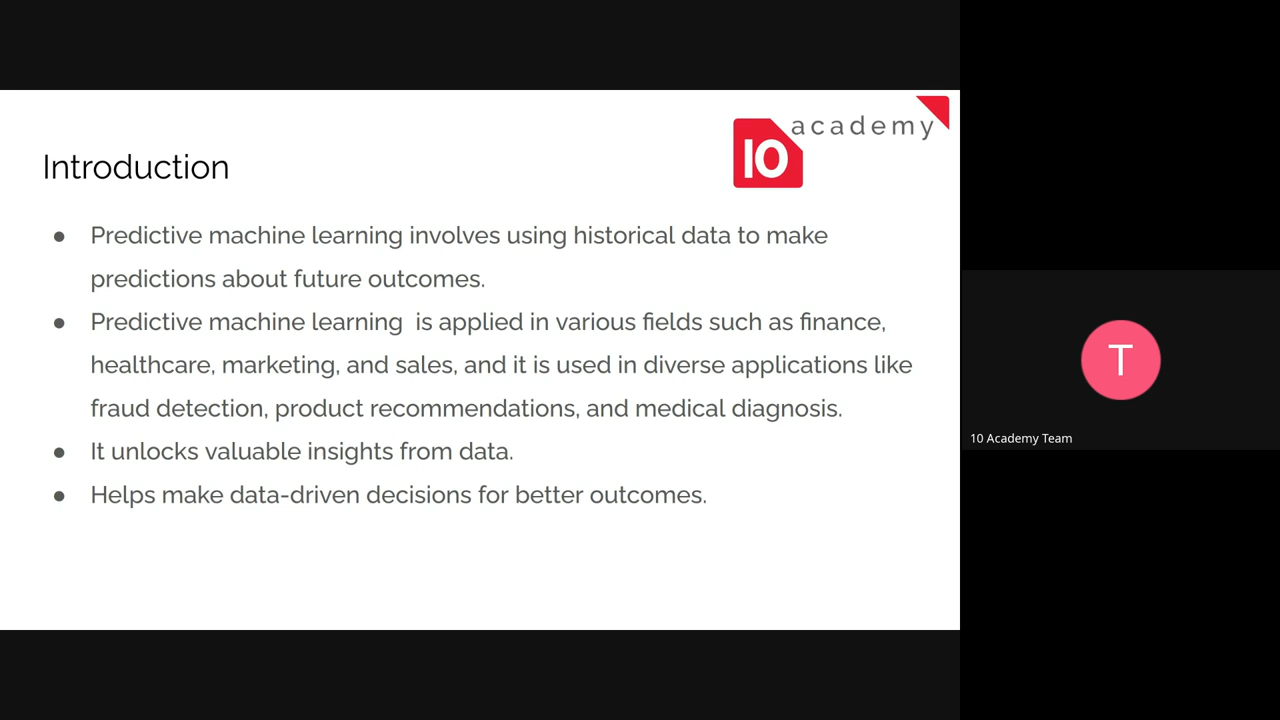 10 academy
Introduction
● Predictive machine learning involves using historical data to make
predictions about future outcomes.
● Predictive machine learning  is applied in various fields such as finance,
healthcare, marketing, and sales, and it is used in diverse applications like
fraud detection, product recommendations, and medical diagnosis.
● It unlocks valuable insights from data.
● Helps make data-driven decisions for better outcomes.
T
10 Academy Team